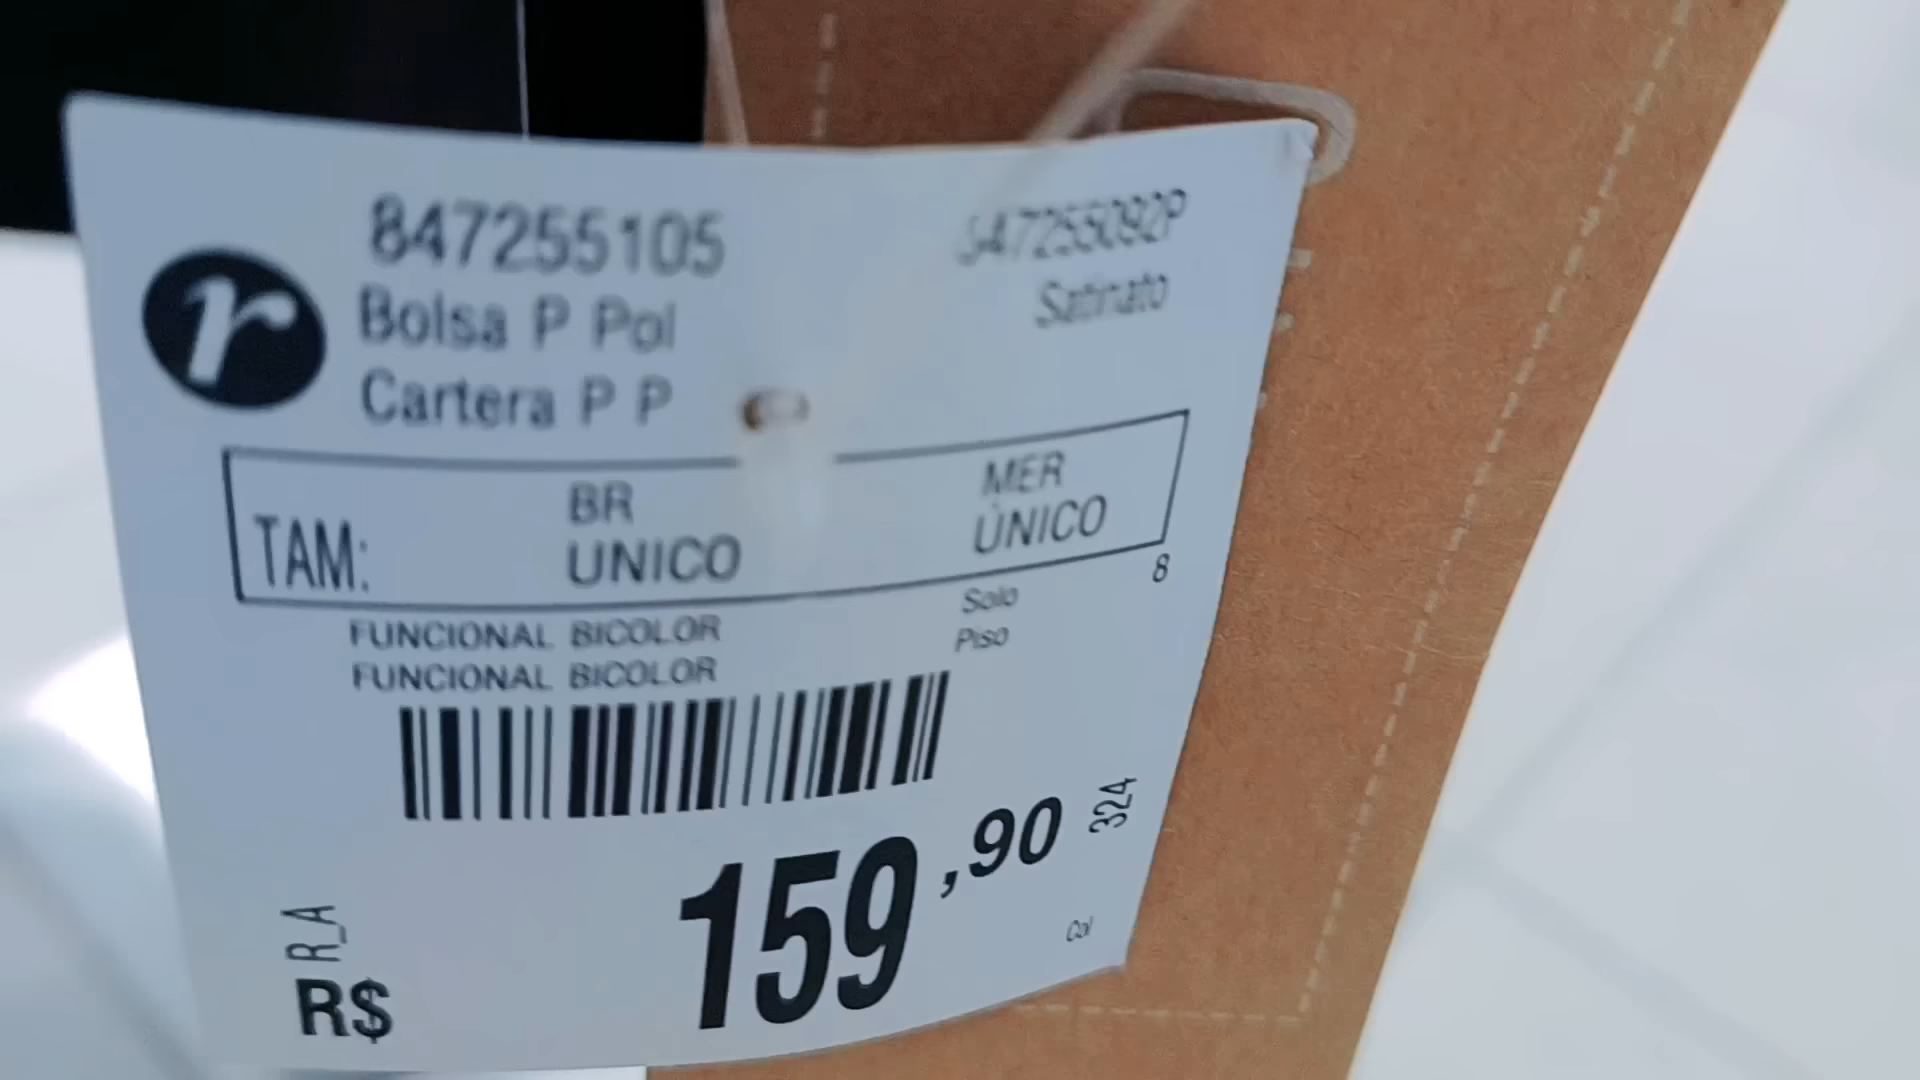 847255105
r
Bolsa P Pol
Cartera P P
Satinato
BR MER
TAM: UNICO ÚNICO
8
FUNCIONAL BICOLOR Solo
FUNCIONAL BICOLOR Piso
324
R_A
R$ 159,90
Col